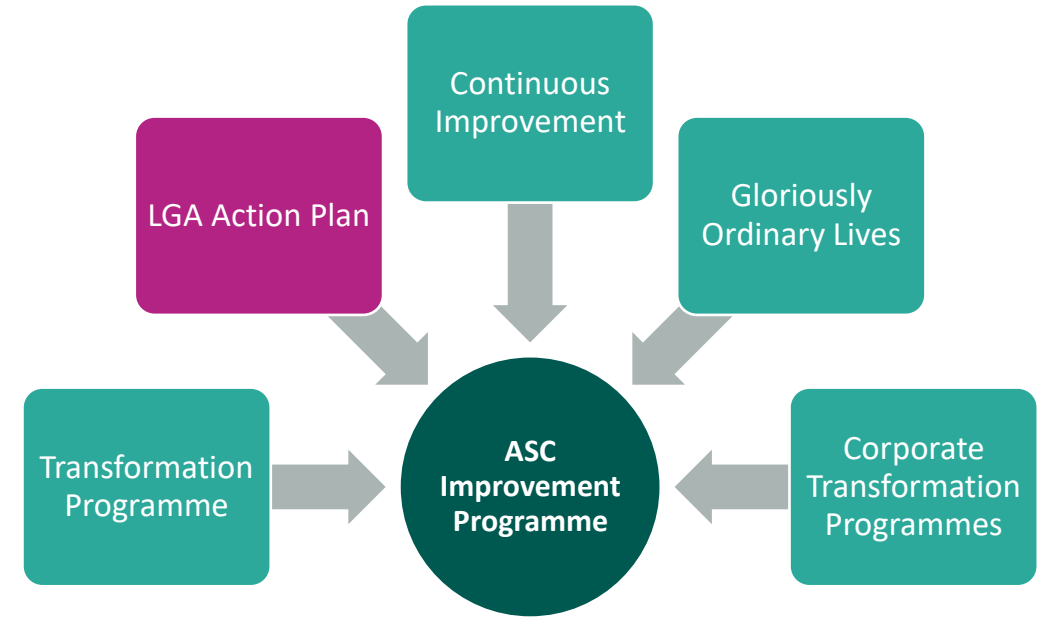 Continuous
Improvement
LGA Action Plan
Gloriously
Ordinary Lives
Transformation
Programme
ASC
Improvement
Programme
Corporate
Transformation
Programmes